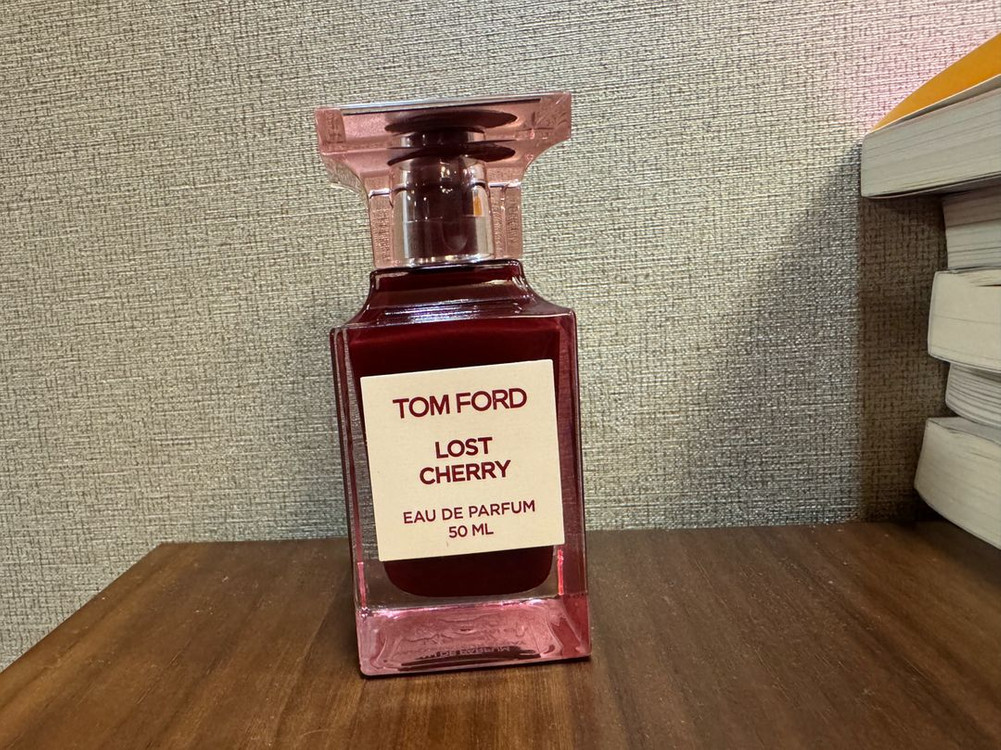 TOM FORD
LOST
CHERRY
EAU DE PARFUM
50 ML